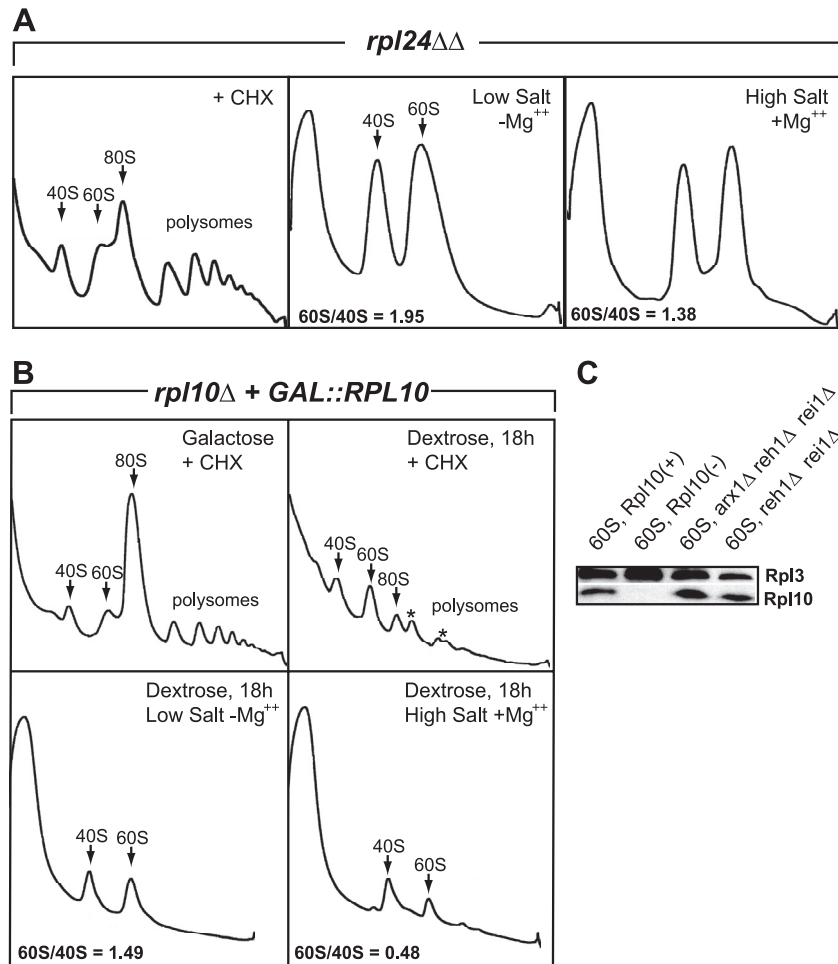 A
rpl24ΔΔ
+ CHX
40S
60S
80S
polysomes
Low Salt
-Mg++
40S
60S
60S/40S = 1.95
High Salt
+Mg++
60S/40S = 1.38
B
rpl10Δ + GAL::RPL10
Galactose
+ CHX
80S
40S
60S
polysomes
Dextrose, 18h
+ CHX
40S
60S
80S
*
*
polysomes
Dextrose, 18h
Low Salt -Mg++
40S
60S
60S/40S = 1.49
Dextrose, 18h
High Salt +Mg++
40S
60S
60S/40S = 0.48
C
60S, Rpl10(+)
60S, Rpl10(-)
60S, arx1Δ reh1Δ rei1Δ
60S, reh1Δ rei1Δ
Rpl3
Rpl10